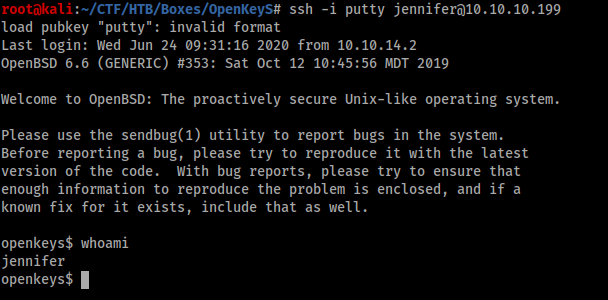 root@kali:~/CTF/HTB/Boxes/OpenKeyS# ssh -i putty jennifer@10.10.10.199
load pubkey "putty": invalid format
Last login: Wed Jun 24 09:31:16 2020 from 10.10.14.2
OpenBSD 6.6 (GENERIC) #353: Sat Oct 12 10:45:56 MDT 2019

Welcome to OpenBSD: The proactively secure Unix-like operating system.

Please use the sendbug(1) utility to report bugs in the system.
Before reporting a bug, please try to reproduce it with the latest
version of the code.  With bug reports, please try to ensure that
enough information to reproduce the problem is enclosed, and if a
known fix for it exists, include that as well.

openkeys$ whoami
jennifer
openkeys$